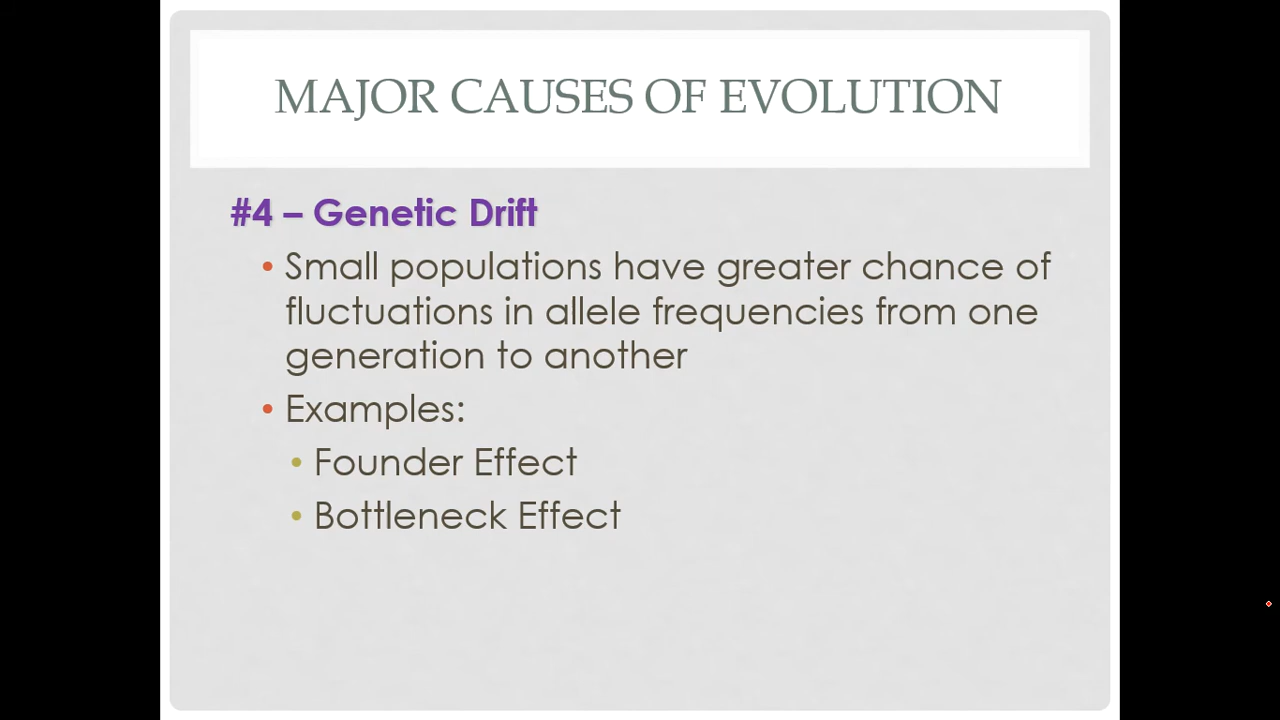 MAJOR CAUSES OF EVOLUTION
#4 – Genetic Drift
• Small populations have greater chance of
fluctuations in allele frequencies from one
generation to another
• Examples:
• Founder Effect
• Bottleneck Effect